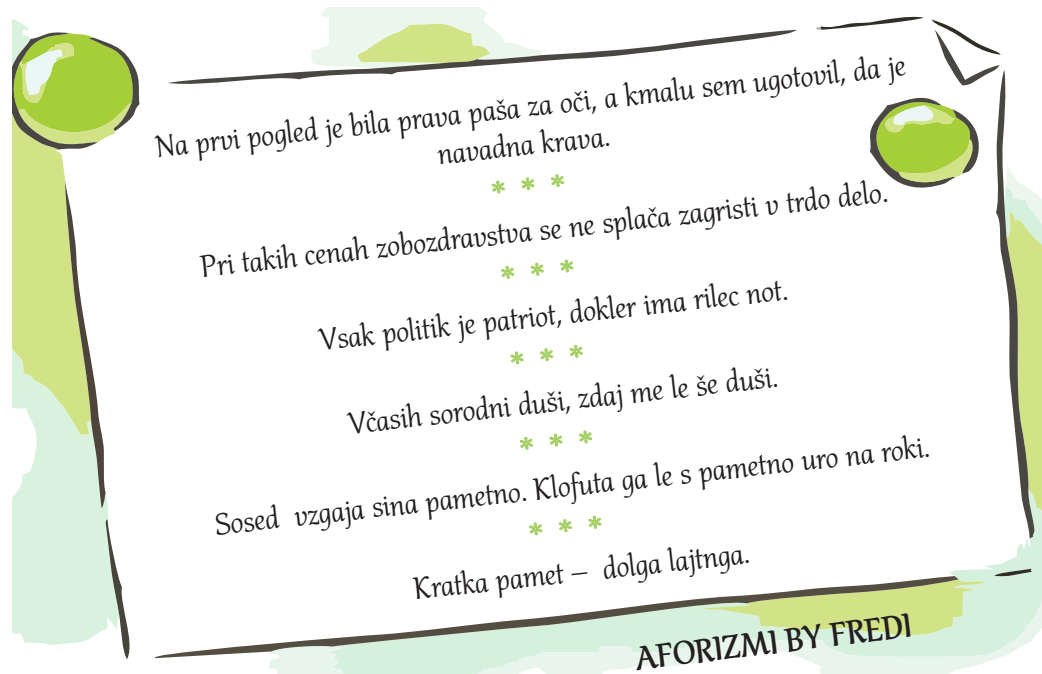 Na prvi pogled je bila prava paša za oči, a kmalu sem ugotovil, da je
navadna krava.
* * *
Pri takih cenah zobozdravstva se ne splača zagristi v trdo delo.
* * *
Vsak politik je patriot, dokler ima rilec not.
* * *
Včasih sorodni duši, zdaj me le še duši.
* * *
Sosed  vzgaja sina pametno. Klofuta ga le s pametno uro na roki.
* * *
Kratka pamet –  dolga lajtnga.
AFORIZMI BY FREDI